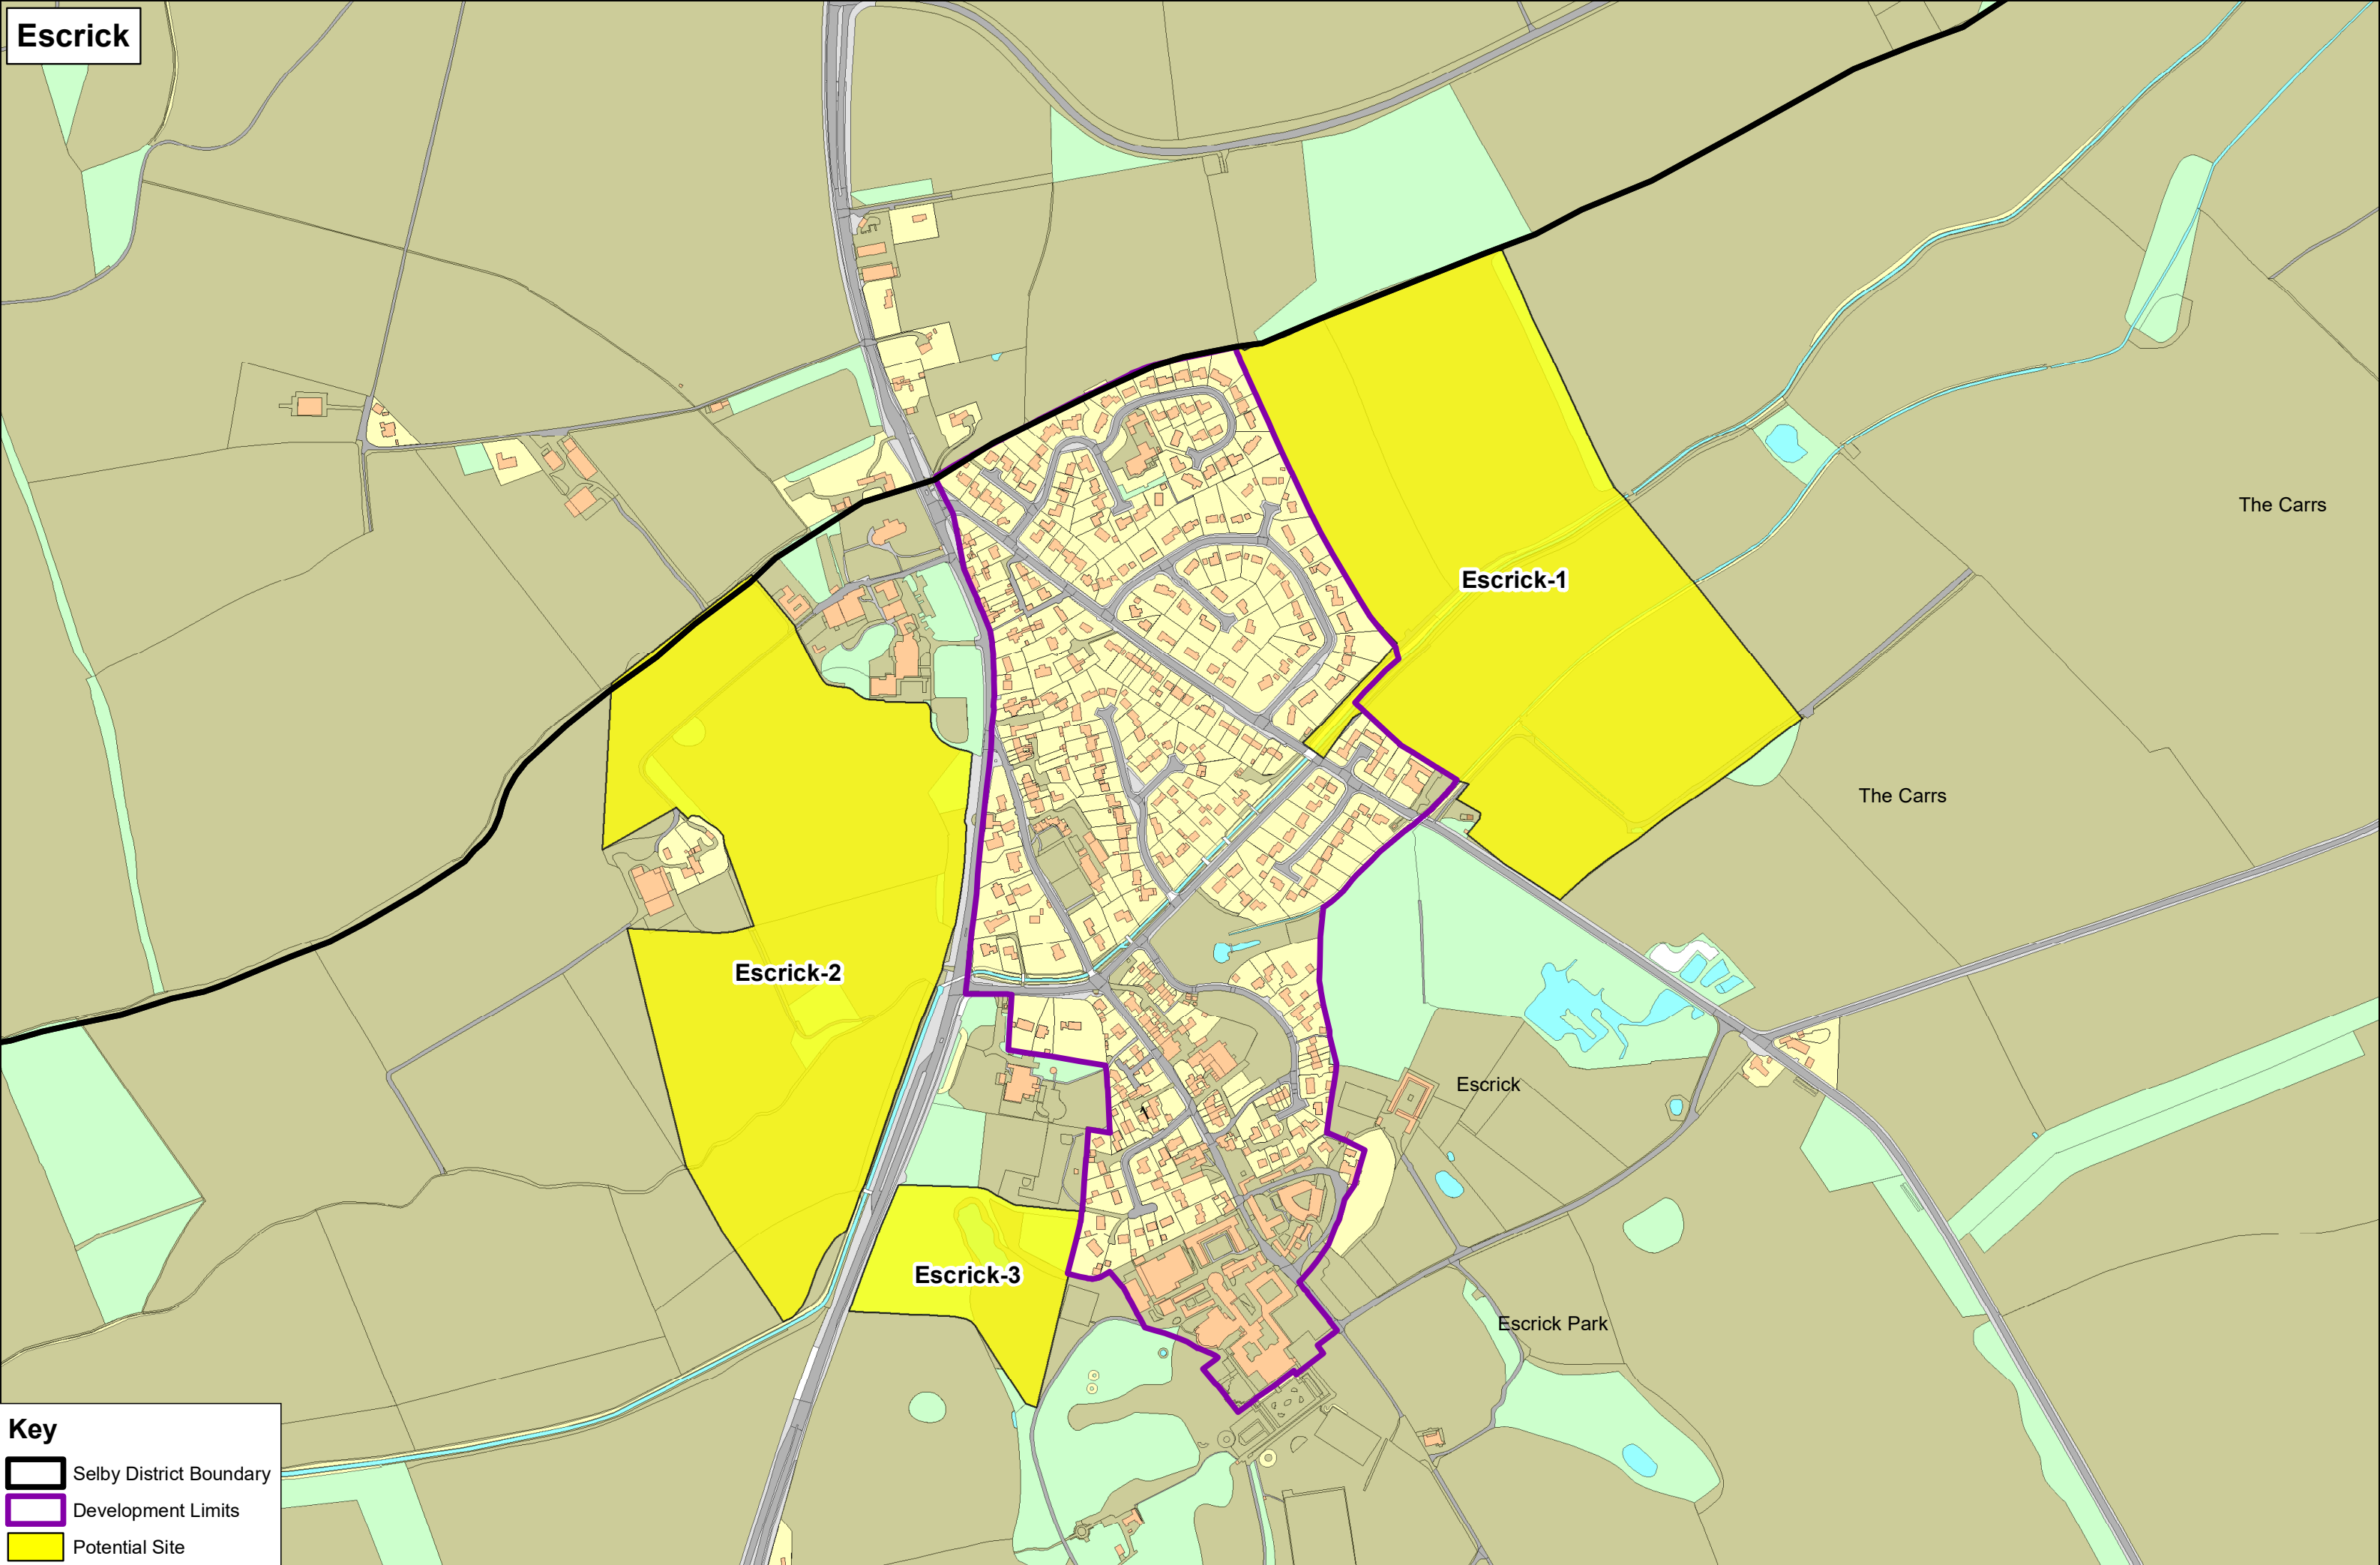 Escrick
The Carrs
Escrick-1
The Carrs
Escrick-2
Escrick
Escrick-3
Escrick Park
Key
Selby District Boundary
Development Limits
Potential Site